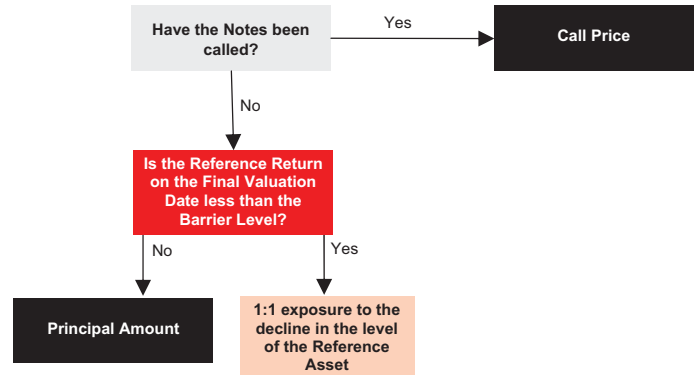 Have the Notes been
called?
Yes
Call Price
No
Is the Reference Return
on the Final Valuation
Date less than the
Barrier Level?
No
Yes
Principal Amount
1:1 exposure to the
decline in the level
of the Reference
Asset